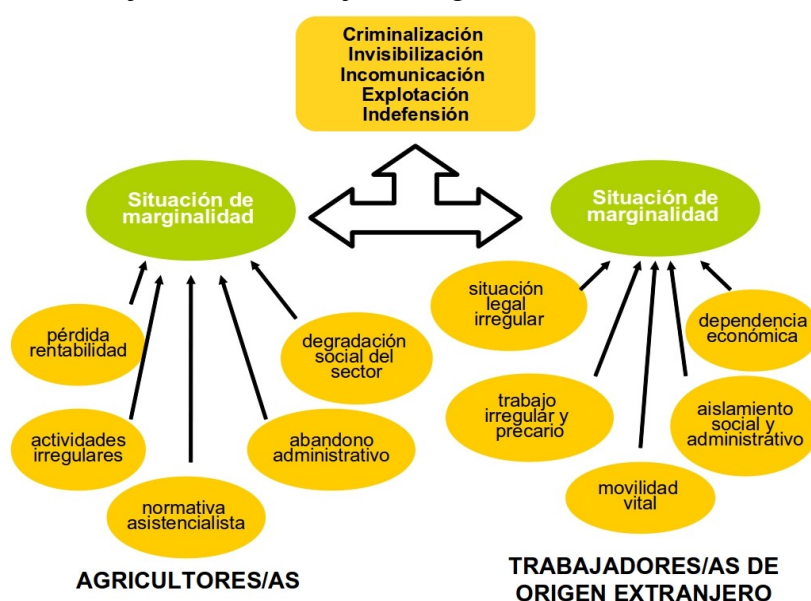 Criminalización
Invisibilización
Incomunicación
Explotación
Indefensión
Situación de
marginalidad
pérdida
rentabilidad
actividades
irregulares
normativa
asistencialista
abandono
administrativo
degradación
social del
sector
AGRICULTORES/AS
Situación de
marginalidad
situación
legal
irregular
trabajo
irregular y
precario
movilidad
vital
aislamiento
social y
administrativo
dependencia
económica
TRABAJADORES/AS DE
ORIGEN EXTRANJERO